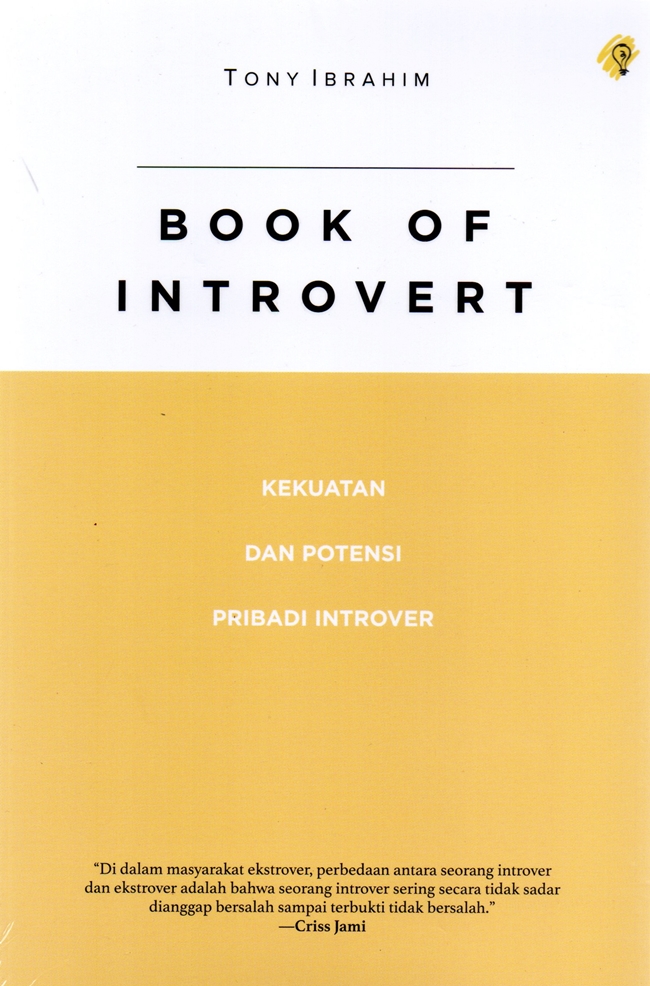 TONY IBRAHIM
BOOK OF
INTROVERT
KEKUATAN
DAN POTENSI
PRIBADI INTROVER
“Di dalam masyarakat ekstrover, perbedaan antara seorang introver
dan ekstrover adalah bahwa seorang introver sering secara tidak sadar
dianggap bersalah sampai terbukti tidak bersalah.”
—Criss Jami